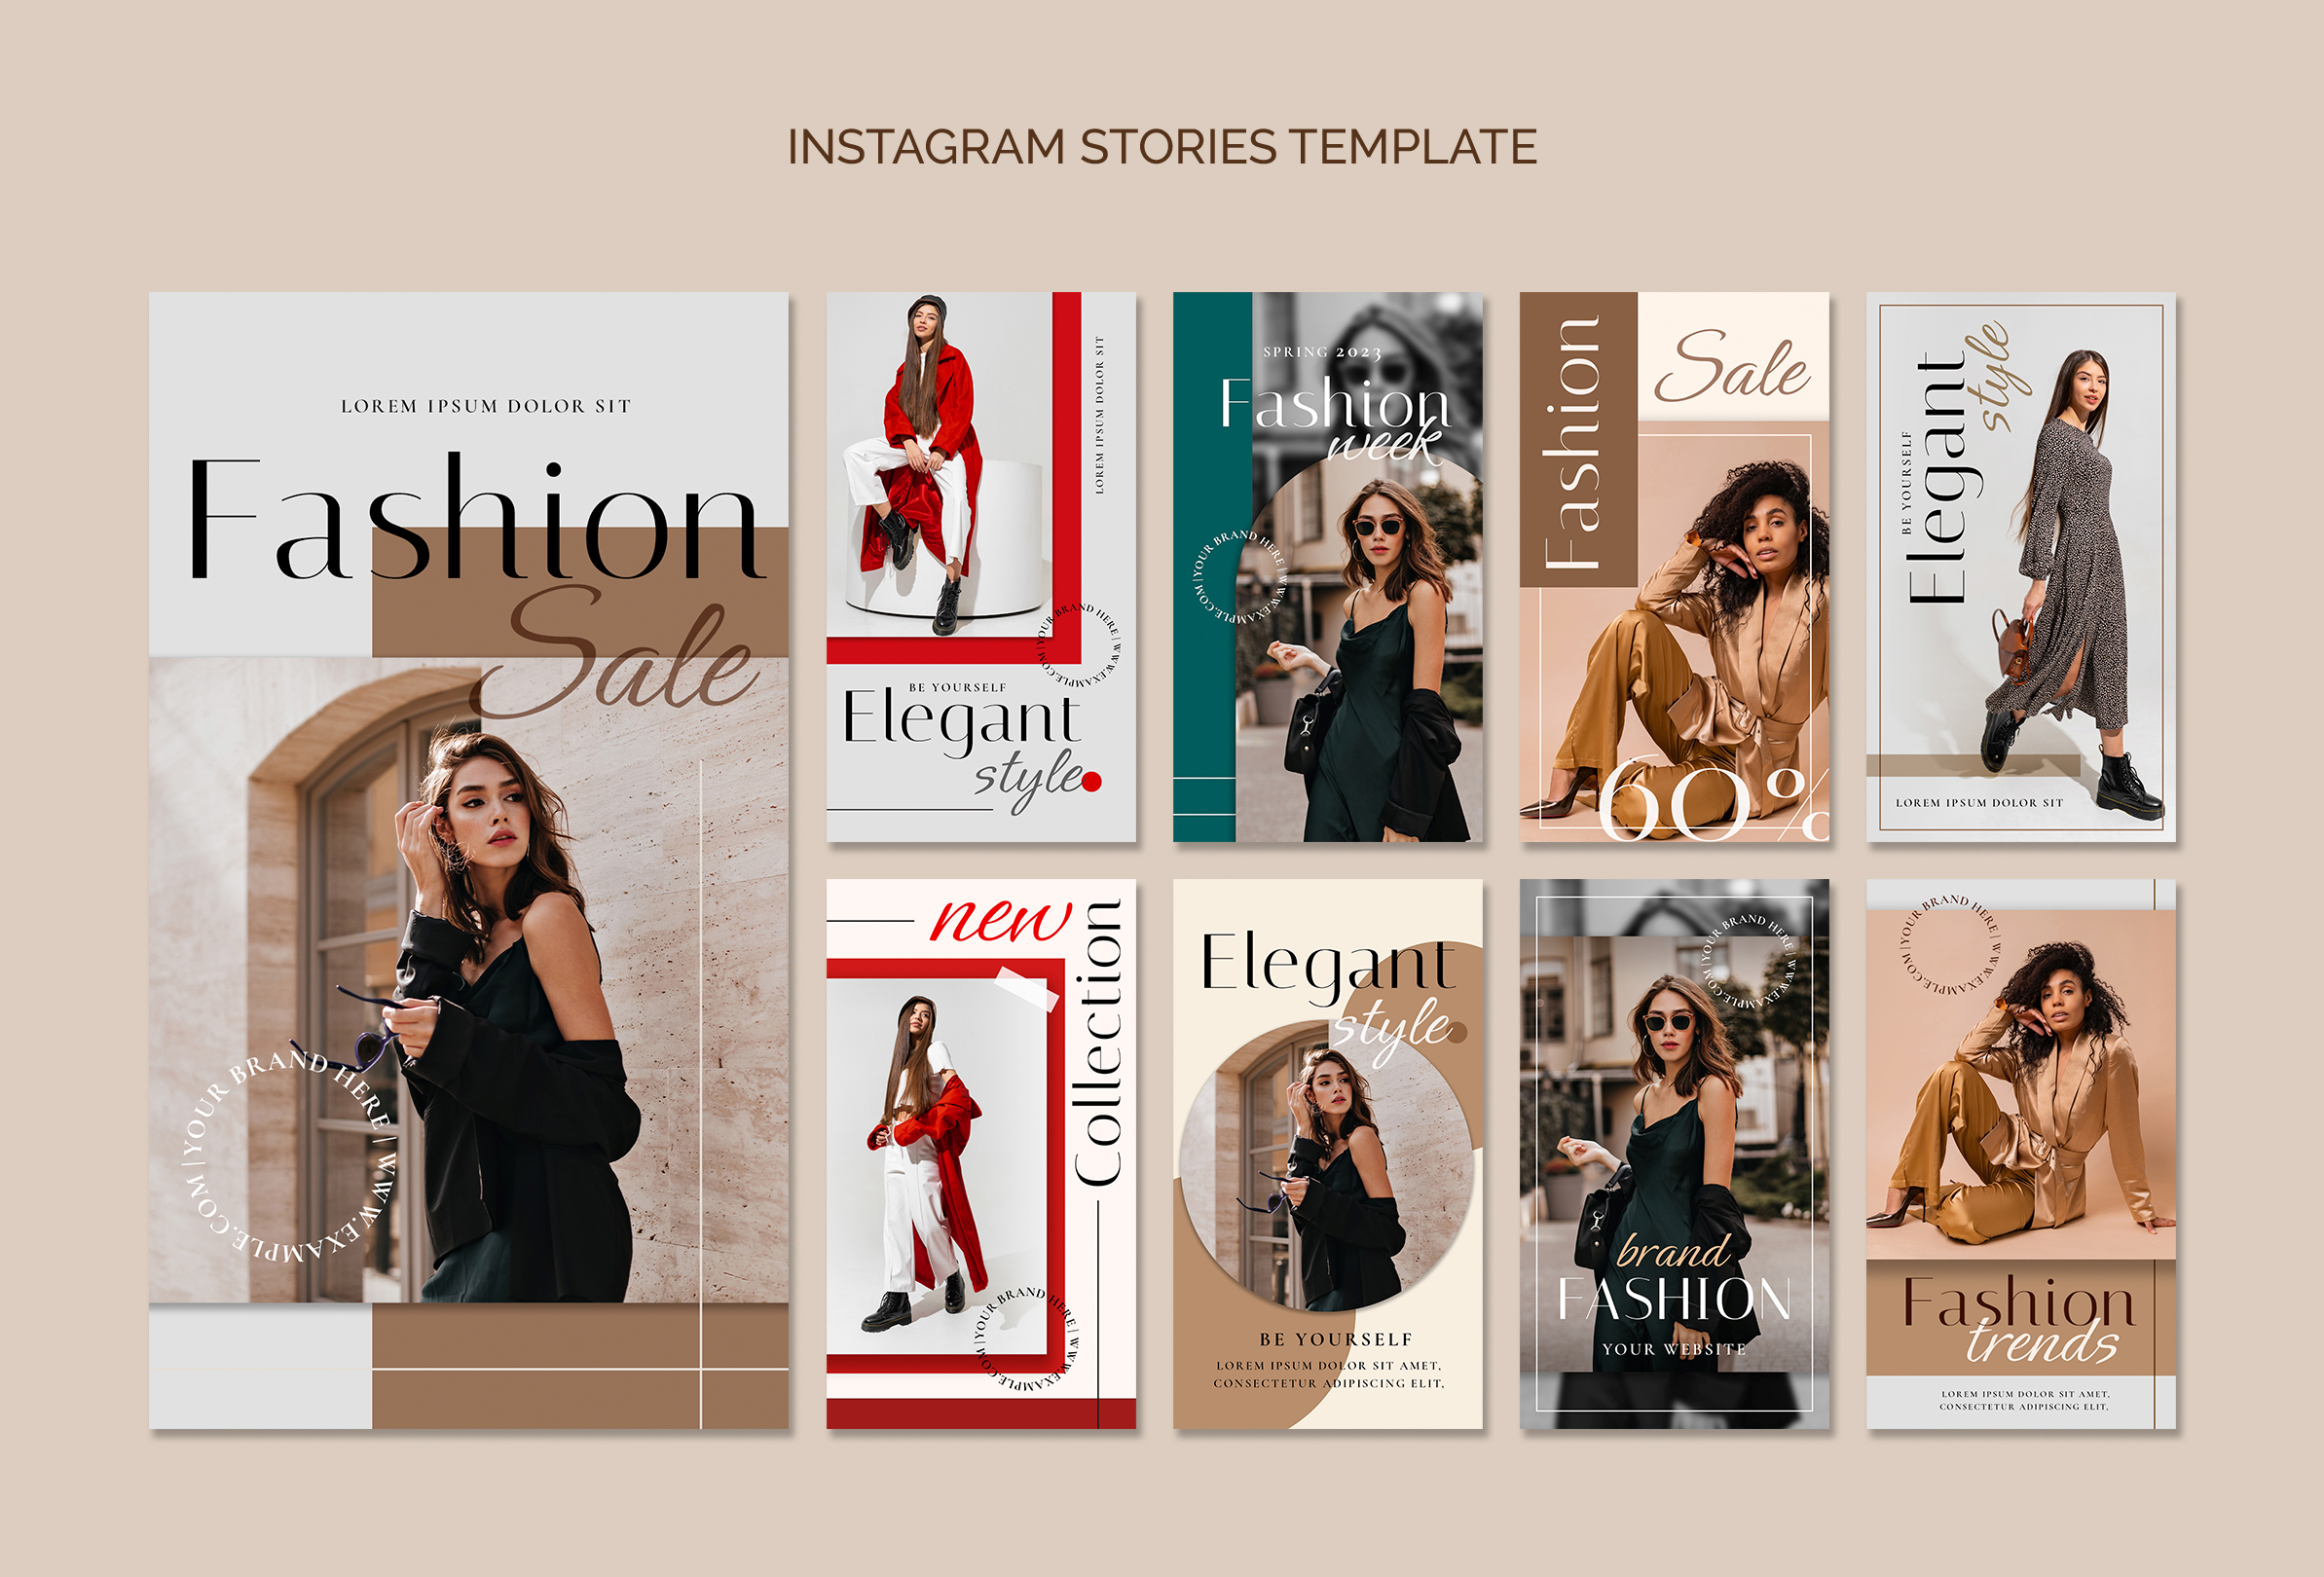 INSTAGRAM STORIES TEMPLATE
LOREM IPSUM DOLOR SIT
Fashion
Sale
YOUR BRAND HERE | WWW.EXAMPLE.COM |
LOREM IPSUM DOLOR SIT
YOUR BRAND HERE | WWW.EXAMPLE.COM |
BE YOURSELF
Elegant
style
SPRING 2023
Fashion
week
YOUR BRAND HERE | WWW.EXAMPLE.COM |
Fashion
Sale
60%
BE YOURSELF
Elegant
style
LOREM IPSUM DOLOR SIT
new
Collection
YOUR BRAND HERE | WWW.EXAMPLE.COM |
Elegant
style
BE YOURSELF
LOREM IPSUM DOLOR SIT AMET,
CONSECTETUR ADIPISCING ELIT,
YOUR BRAND HERE | WWW.EXAMPLE.COM |
brand
FASHION
YOUR WEBSITE
YOUR BRAND HERE | WWW.EXAMPLE.COM |
Fashion
trends
LOREM IPSUM DOLOR SIT AMET,
CONSECTETUR ADIPISCING ELIT,